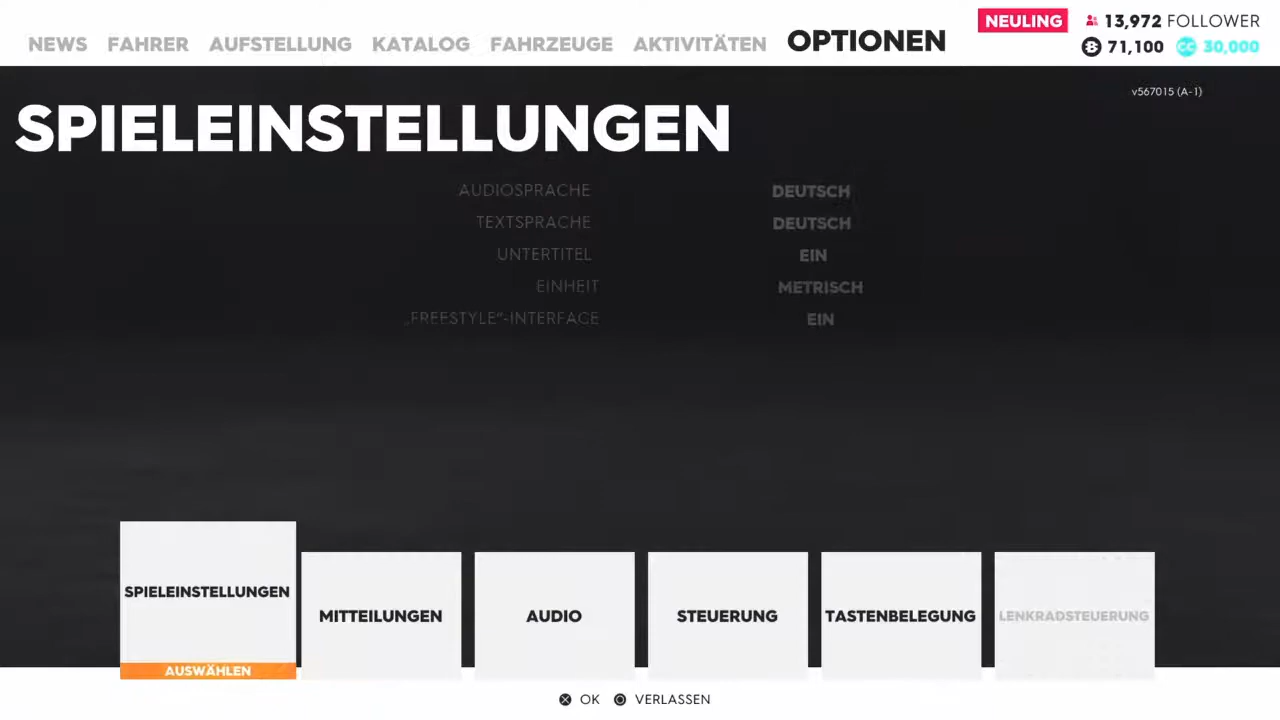 NEWS FAHRER AUFSTELLUNG KATALOG FAHRZEUGE AKTIVITÄTEN OPTIONEN
NEULING 13,972 FOLLOWER
71,100 CC 30,000
v567015 (A-1)
SPIELEINSTELLUNGEN
AUDIOSPRACHE DEUTSCH
TEXTSPRACHE DEUTSCH
UNTERTITEL EIN
EINHEIT METRISCH
„FREESTYLE“-INTERFACE EIN
SPIELEINSTELLUNGEN
AUSWÄHLEN
MITTEILUNGEN
AUDIO
STEUERUNG
TASTENBELEGUNG
LENKRADSTEUERUNG
OK VERLASSEN